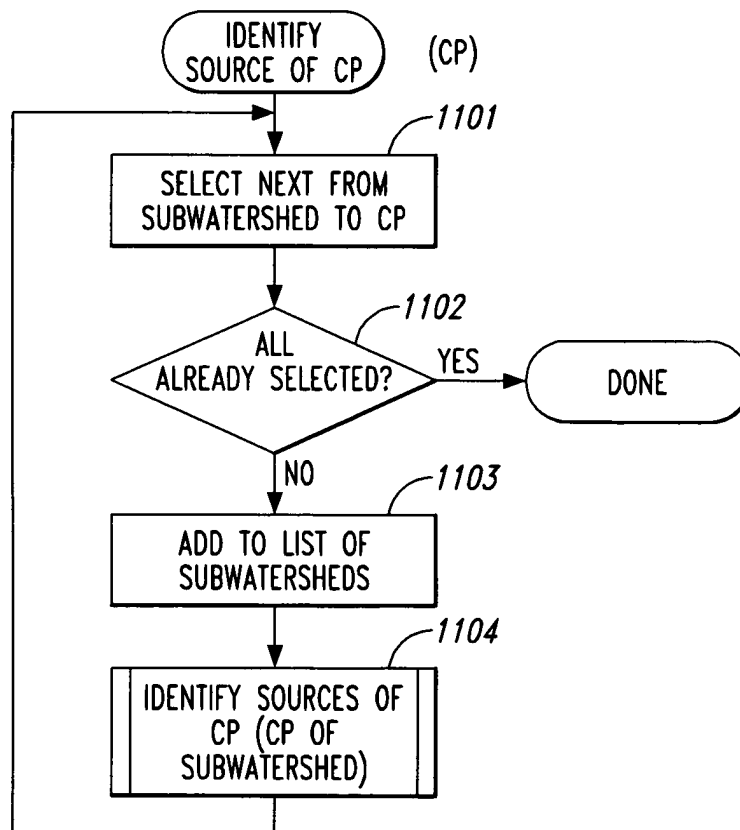 IDENTIFY
SOURCE OF CP
(CP)
1101
SELECT NEXT FROM
SUBWATERSHED TO CP
1102
ALL
ALREADY SELECTED?
YES
DONE
NO
1103
ADD TO LIST OF
SUBWATERSHEDS
1104
IDENTIFY SOURCES OF
CP (CP OF
SUBWATERSHED)